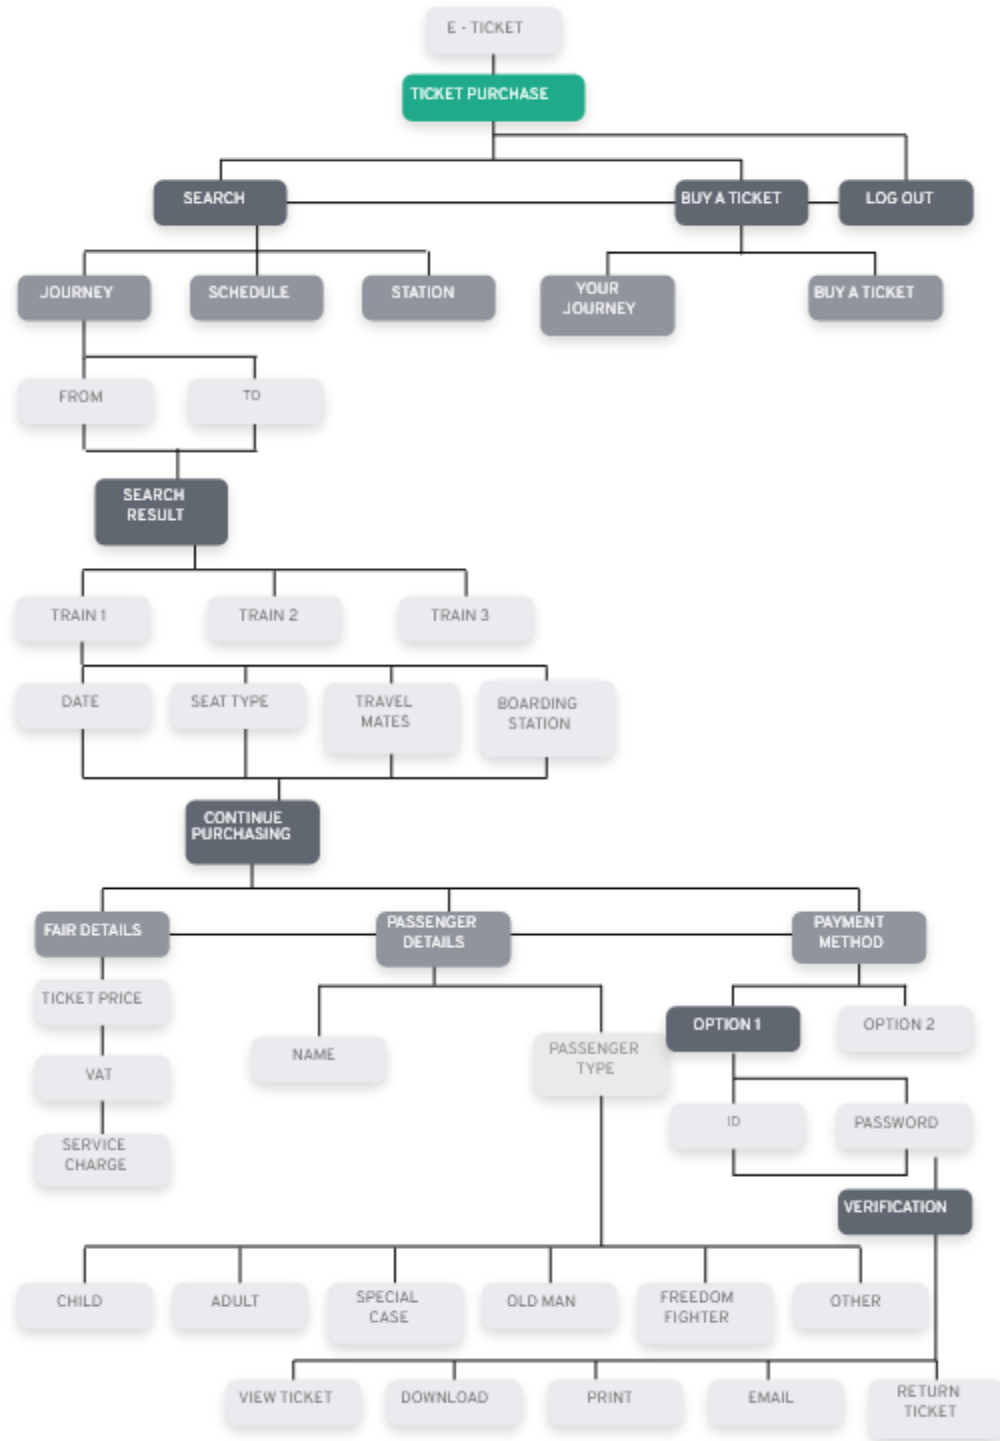 E - TICKET
TICKET PURCHASE
SEARCH
BUY A TICKET
LOG OUT
JOURNEY
SCHEDULE
STATION
YOUR
JOURNEY
BUY A TICKET
FROM
TO
SEARCH
RESULT
TRAIN 1
TRAIN 2
TRAIN 3
DATE
SEAT TYPE
TRAVEL
MATES
BOARDING
STATION
CONTINUE
PURCHASING
FAIR DETAILS
PASSENGER
DETAILS
PAYMENT
METHOD
TICKET PRICE
VAT
SERVICE
CHARGE
NAME
PASSENGER
TYPE
OPTION 1
OPTION 2
ID
PASSWORD
VERIFICATION
CHILD
ADULT
SPECIAL
CASE
OLD MAN
FREEDOM
FIGHTER
OTHER
VIEW TICKET
DOWNLOAD
PRINT
EMAIL
RETURN
TICKET